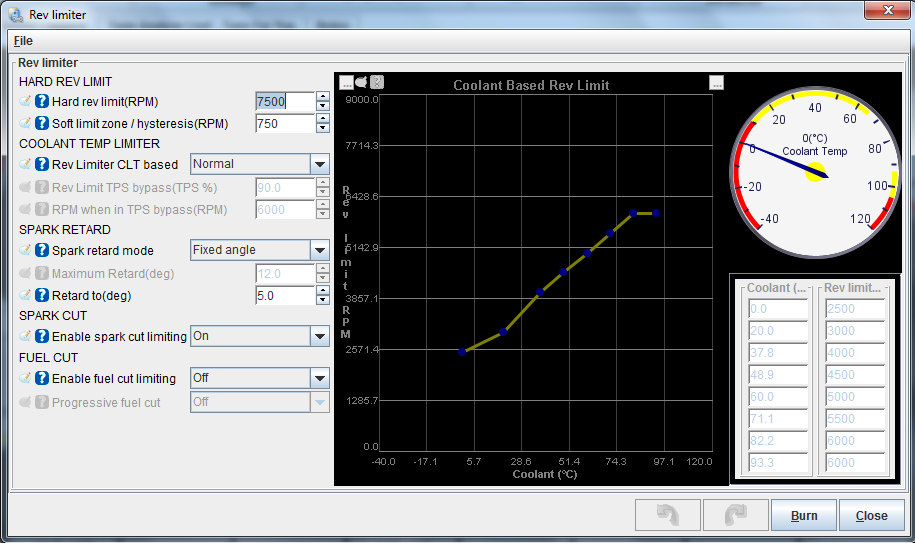 Rev limiter
File
Rev limiter
HARD REV LIMIT
Hard rev limit(RPM) 7500
Soft limit zone / hysteresis(RPM) 750
COOLANT TEMP LIMITER
Rev Limiter CLT based Normal
Rev Limit TPS bypass(TPS %) 90.0
RPM when in TPS bypass(RPM) 6000
SPARK RETARD
Spark retard mode Fixed angle
Maximum Retard(deg) 12.0
Retard to(deg) 5.0
SPARK CUT
Enable spark cut limiting On
FUEL CUT
Enable fuel cut limiting Off
Progressive fuel cut Off
... ? Coolant Based Rev Limit ...
9000.0
7714.3
6428.6
5142.9
3857.1
2571.4
1285.7
0.0
Rev limit RPM
-40.0 -17.1 5.7 28.6 51.4 74.3 97.1 120.0
Coolant (°C)
-40
-20
0
20
40
60
80
100
120
0(°C)
Coolant Temp
Coolant (... Rev limit...
0.0 2500
20.0 3000
37.8 4000
48.9 4500
60.0 5000
71.1 5500
82.2 6000
93.3 6000
Burn Close